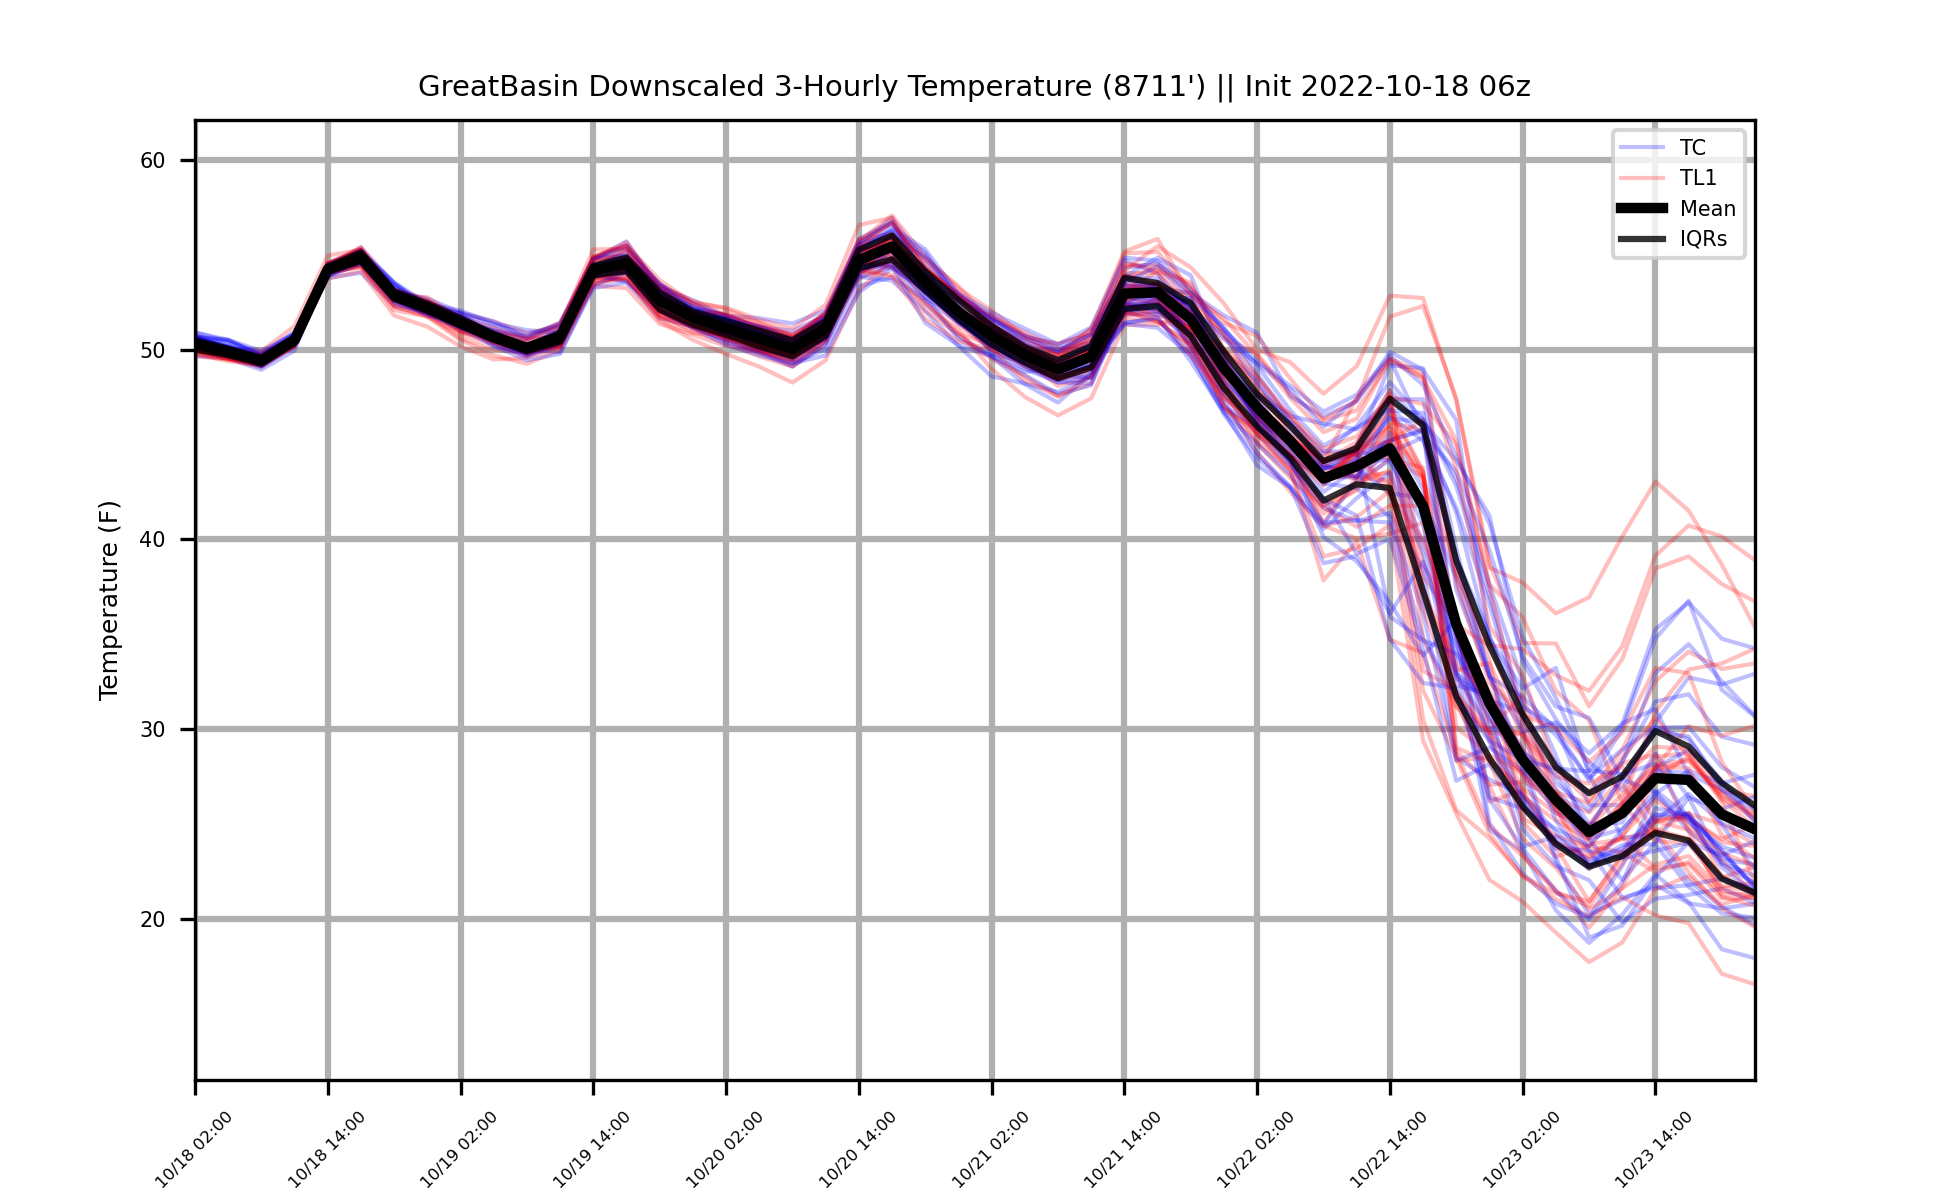 GreatBasin Downscaled 3-Hourly Temperature (8711') || Init 2022-10-18 06z
TC
TL1
Mean
IQRs
Temperature (F)
60
50
40
30
20
10/18 02:00
10/18 14:00
10/19 02:00
10/19 14:00
10/20 02:00
10/20 14:00
10/21 02:00
10/21 14:00
10/22 02:00
10/22 14:00
10/23 02:00
10/23 14:00